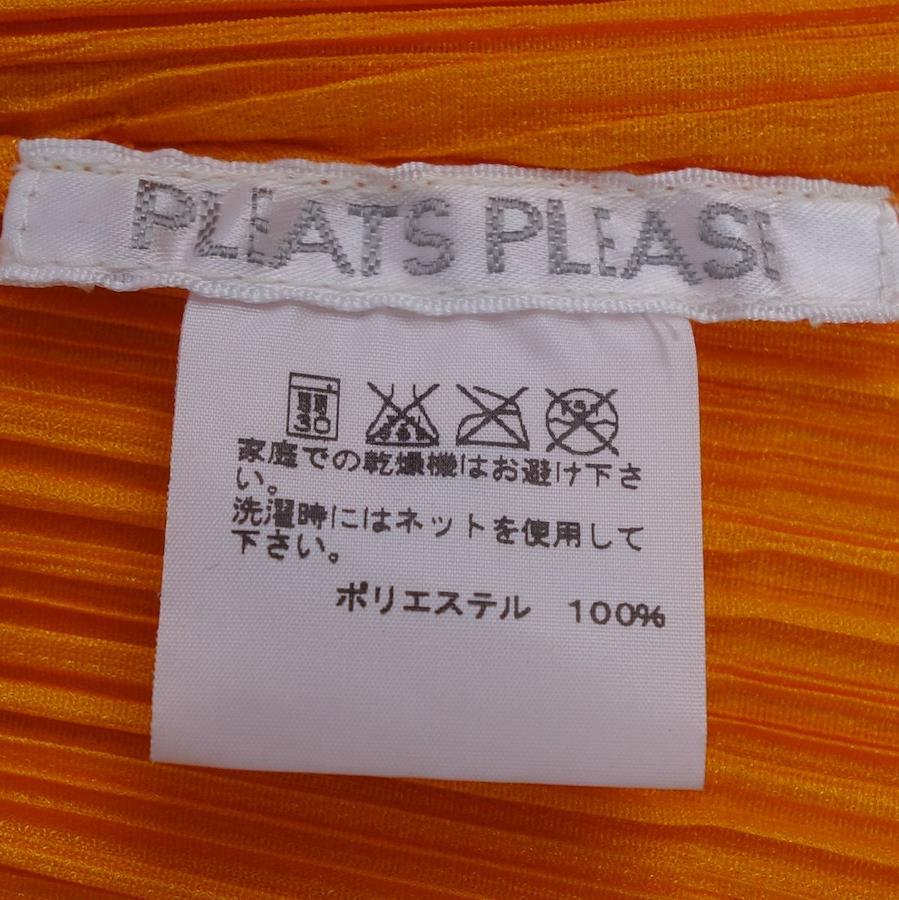 PLEATS PLEASE
30
家庭での乾燥機はお避け下さ
い。
洗濯時にはネットを使用して
下さい。
ポリエステル 100%